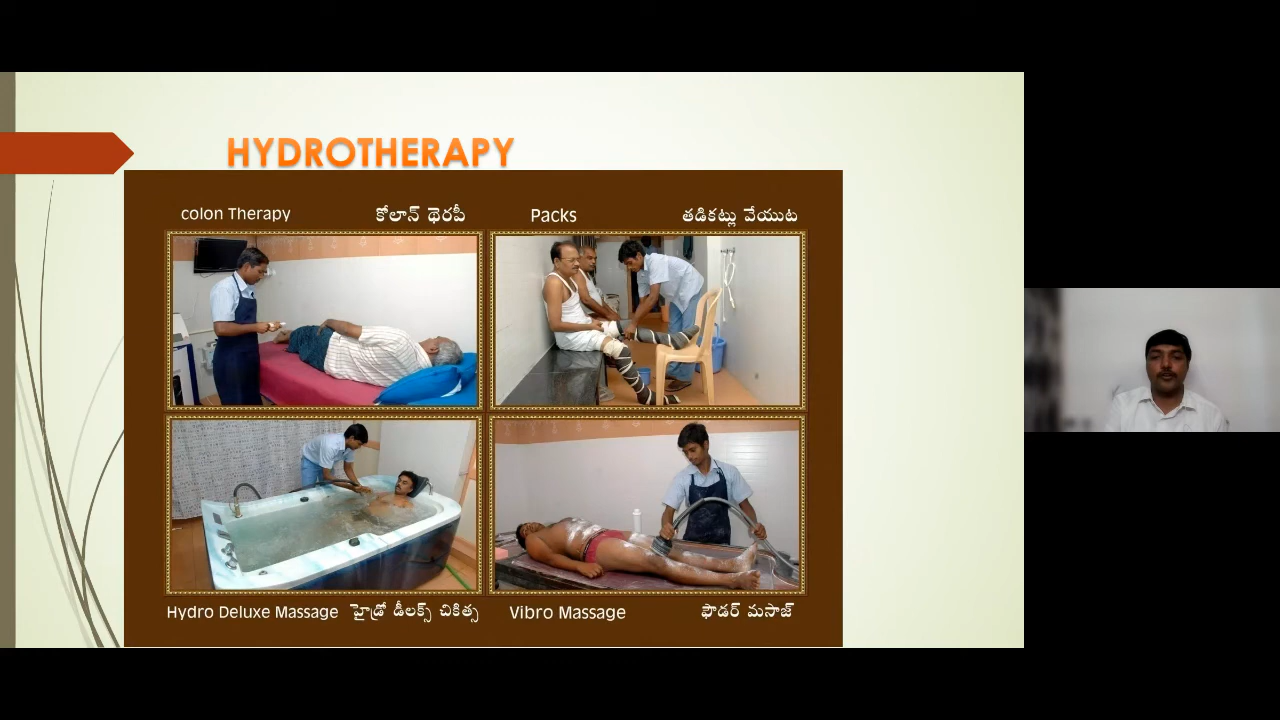 HYDROTHERAPY
colon Therapy కోలాన్ థెరపీ Packs తడికట్లు వేయుట
Hydro Deluxe Massage హైడ్రో డీలక్స్ చికిత్స Vibro Massage ఫౌడర్ మసాజ్